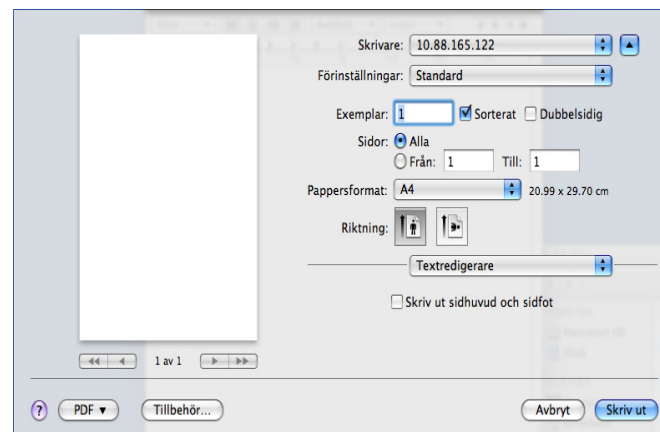 Skrivare: 10.88.165.122
Förinställningar: Standard
Exemplar: 1 Sorterat Dubbelsidig
Sidor: Alla
Från: 1 Till: 1
Pappersformat: A4 20.99 x 29.70 cm
Riktning:
Textredigerare
Skriv ut sidhuvud och sidfot
1 av 1
? PDF ▼ Tillbehör... Avbryt Skriv ut